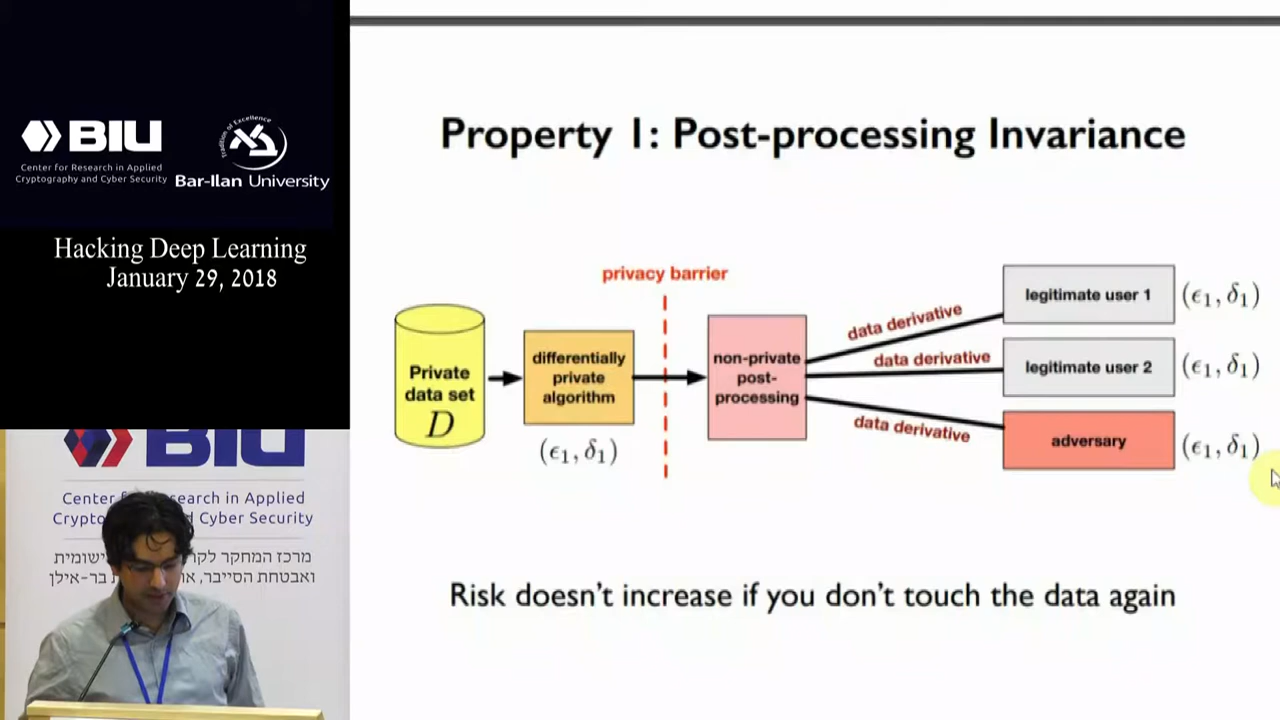 BIU
Center for Research in Applied
Cryptography and Cyber Security
Tradition of Excellence
Bar-Ilan University
Hacking Deep Learning
January 29, 2018
BIU
Center for Research in Applied
Cyber Security
מרכז המחקר
ואבטחת הסייבר, בר-אילן
Property 1: Post-processing Invariance
privacy barrier
Private
data set
D
differentially
private
algorithm
(ϵ₁, δ₁)
non-private
post-
processing
data derivative
data derivative
data derivative
legitimate user 1
(ϵ₁, δ₁)
legitimate user 2
(ϵ₁, δ₁)
adversary
(ϵ₁, δ₁)
Risk doesn't increase if you don't touch the data again